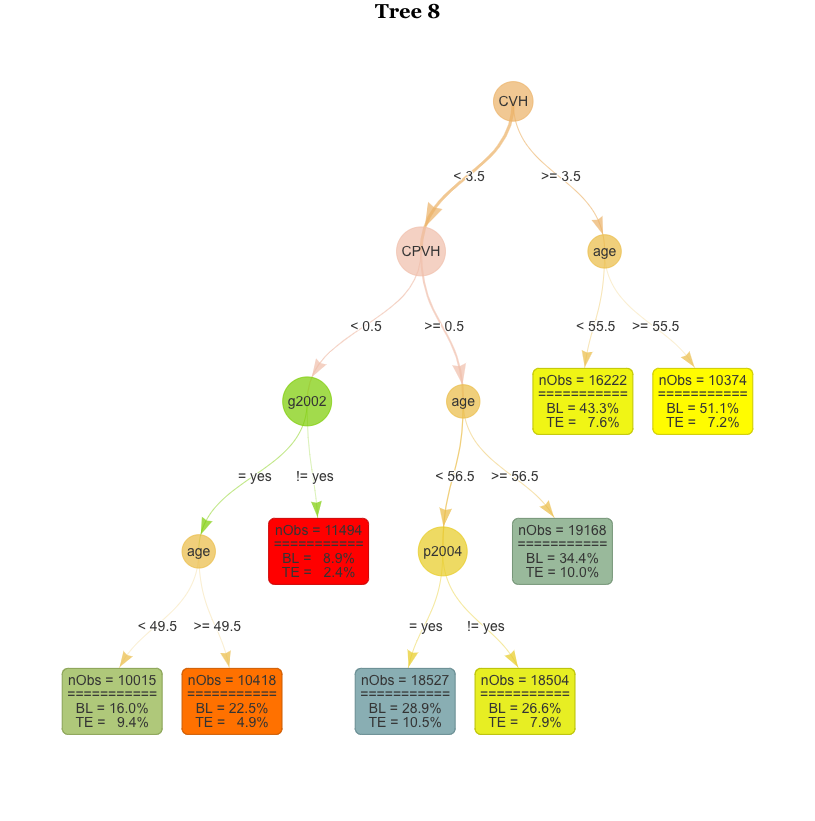 Tree 8
CVH
< 3.5
>= 3.5
CPVH
age
< 0.5
>= 0.5
< 55.5
>= 55.5
nObs = 16222
===========
BL = 43.3%
TE = 7.6%
nObs = 10374
===========
BL = 51.1%
TE = 7.2%
g2002
age
= yes
!= yes
< 56.5
>= 56.5
age
nObs = 11494
===========
BL = 8.9%
TE = 2.4%
p2004
nObs = 19168
===========
BL = 34.4%
TE = 10.0%
< 49.5
>= 49.5
= yes
!= yes
nObs = 10015
===========
BL = 16.0%
TE = 9.4%
nObs = 10418
===========
BL = 22.5%
TE = 4.9%
nObs = 18527
===========
BL = 28.9%
TE = 10.5%
nObs = 18504
===========
BL = 26.6%
TE = 7.9%